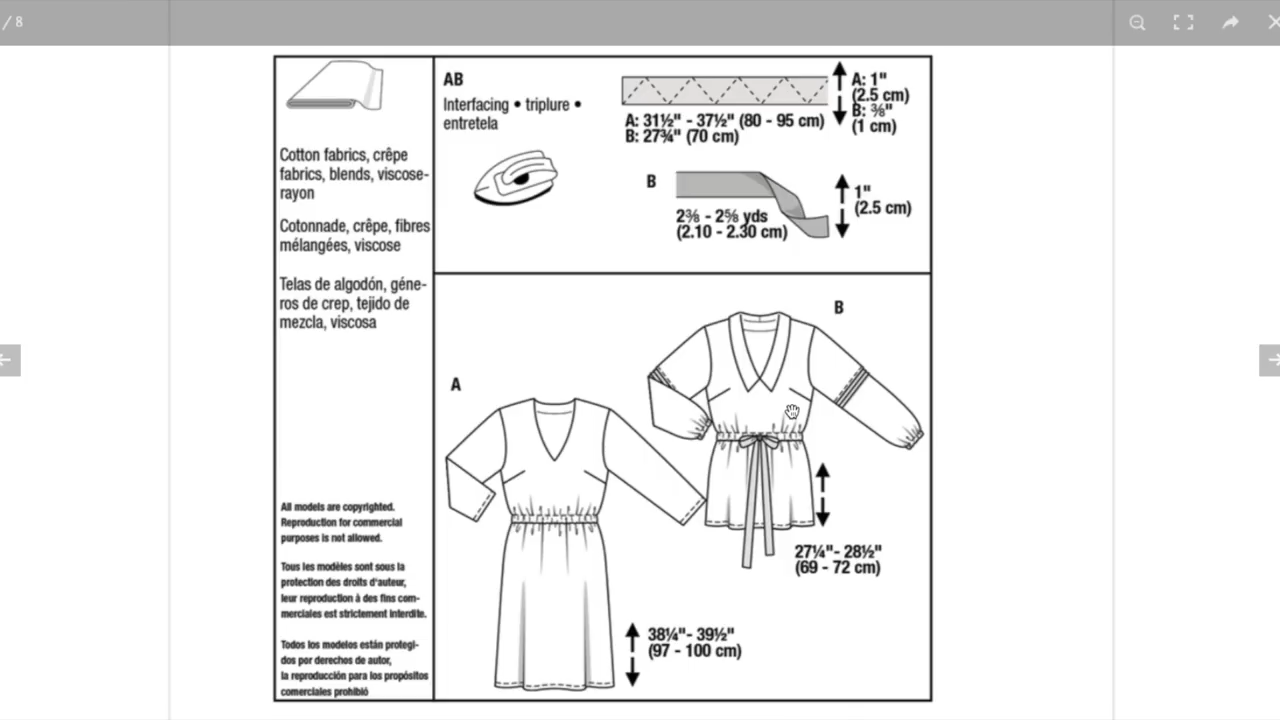 / 8
Cotton fabrics, crêpe
fabrics, blends, viscose-
rayon
Cotonnade, crêpe, fibres
mélangées, viscose
Telas de algodón, géne-
ros de crep, tejido de
mezcla, viscosa
All models are copyrighted.
Reproduction for commercial
purposes is not allowed.
Tous les modèles sont sous la
protection des droits d'auteur,
leur reproduction à des fins com-
merciales est strictement interdite.
Todos los modelos están protegi-
dos por derechos de autor,
la reproducción para los propósitos
comerciales prohibió
AB
Interfacing • triplure •
entretela
A: 31½" - 37½" (80 - 95 cm)
B: 27¾" (70 cm)
A: 1"
(2.5 cm)
B: ⅜"
(1 cm)
B
2⅜ - 2⅝ yds
(2.10 - 2.30 cm)
1"
(2.5 cm)
B
A
27¼"- 28½"
(69 - 72 cm)
38¼"- 39½"
(97 - 100 cm)